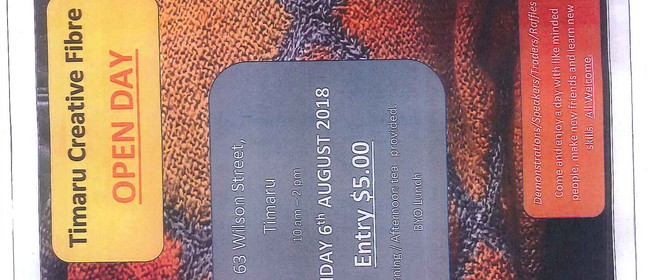 Timaru Creative Fibre
OPEN DAY
63 Wilson Street,
Timaru
10 am – 2 pm
6th AUGUST 2018
Entry $5.00
/ Afternoon tea provided.
BYO Lunch
Demonstrations/Speakers/Traders/Raffles
Come and enjoy a day with like minded
people, make new friends and learn new
skills. All Welcome.